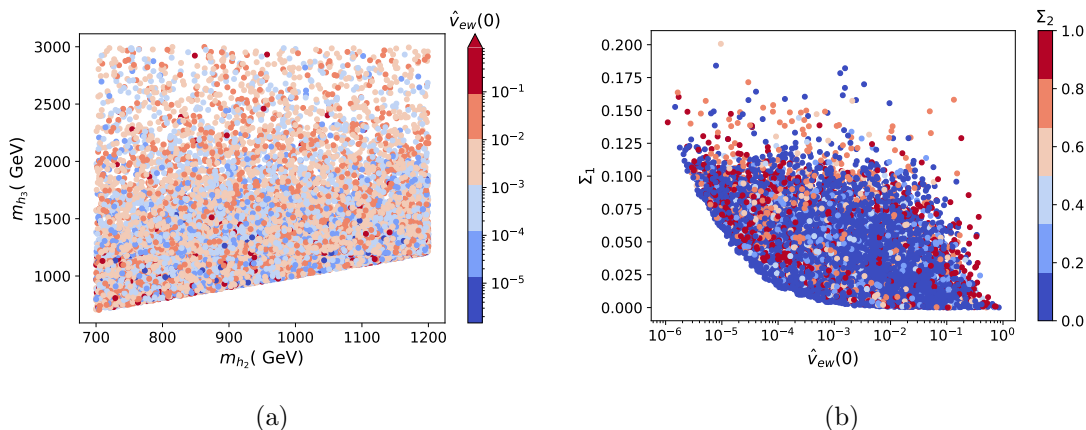 v̂_{ew}(0)
3000
2500
2000
1500
1000
m_{h_3}( GeV)
700 800 900 1000 1100 1200
m_{h_2}( GeV)
10^{-1}
10^{-2}
10^{-3}
10^{-4}
10^{-5}
(a)
Σ_2
0.200
0.175
0.150
0.125
0.100
0.075
0.050
0.025
0.000
Σ_1
10^{-6} 10^{-5} 10^{-4} 10^{-3} 10^{-2} 10^{-1} 10^{0}
v̂_{ew}(0)
1.0
0.8
0.6
0.4
0.2
0.0
(b)